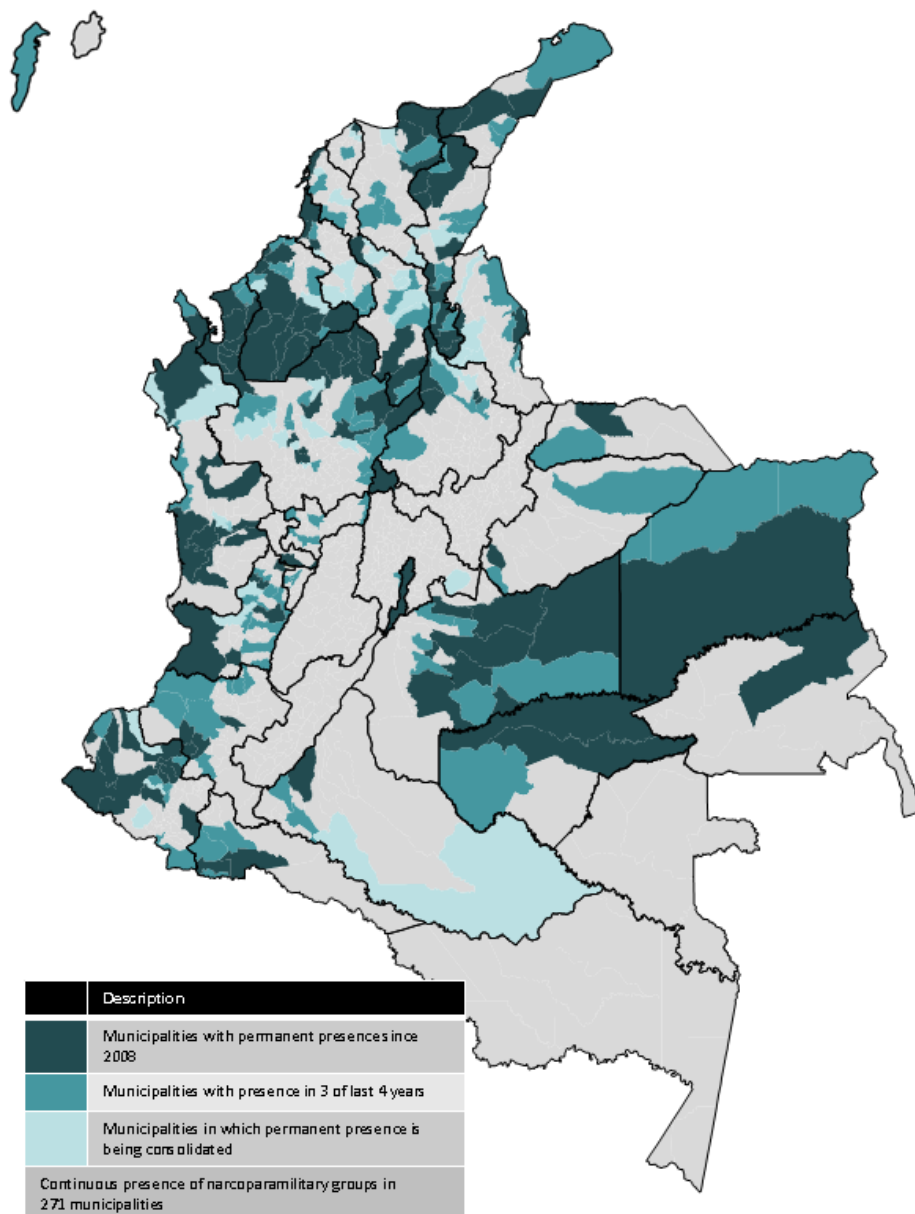 Description
Municipalities with permanent presence since
2008
Municipalities with presence in 3 of last 4 years
Municipalities in which permanent presence is
being consolidated
Continuous presence of narcoparamilitary groups in
271 municipalities